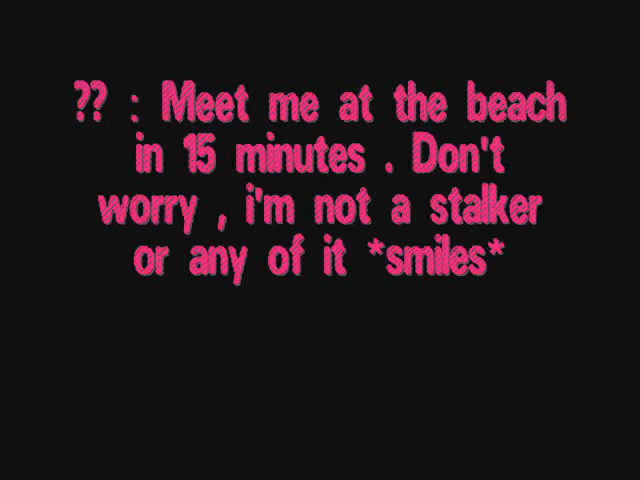 ?? : Meet me at the beach
in 15 minutes . Don't
worry , i'm not a stalker
or any of it *smiles*